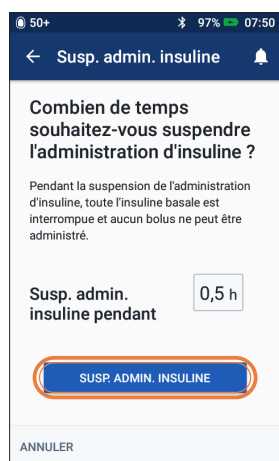 50+ 97% 07:50
Susp. admin. insuline
Combien de temps
souhaitez-vous suspendre
l'administration d'insuline ?
Pendant la suspension de l'administration
d'insuline, toute l'insuline basale est
interrompue et aucun bolus ne peut être
administré.
Susp. admin.
insuline pendant
0,5 h
SUSP. ADMIN. INSULINE
ANNULER